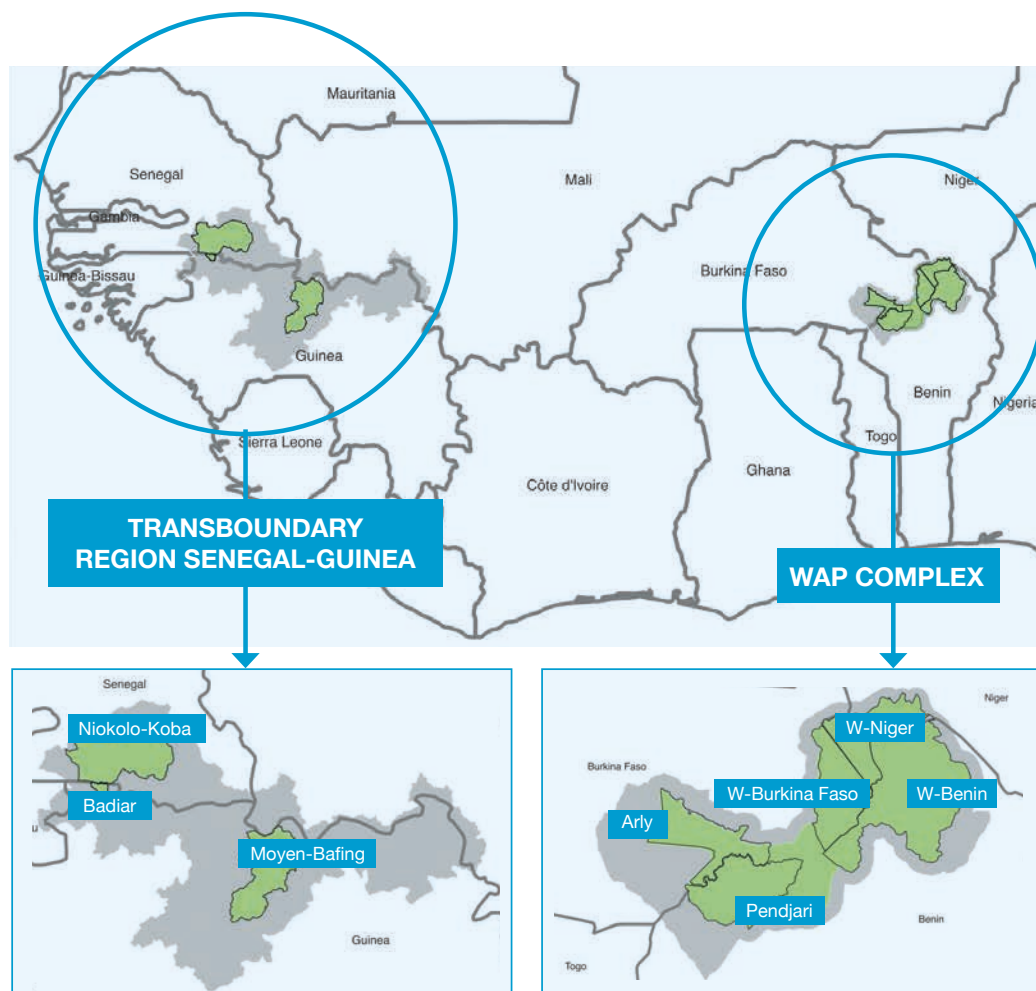 Mauritania
Senegal
Mali
Niger
Gambia
Guinea-Bissau
Burkina Faso
Guinea
Benin
Nigeria
Sierra Leone
Togo
Ghana
Côte d'Ivoire
TRANSBOUNDARY
REGION SENEGAL-GUINEA
WAP COMPLEX
Senegal
Niokolo-Koba
Badiar
au
Moyen-Bafing
Guinea
Niger
W-Niger
Burkina Faso
W-Burkina Faso
W-Benin
Arly
Pendjari
Benin
Togo